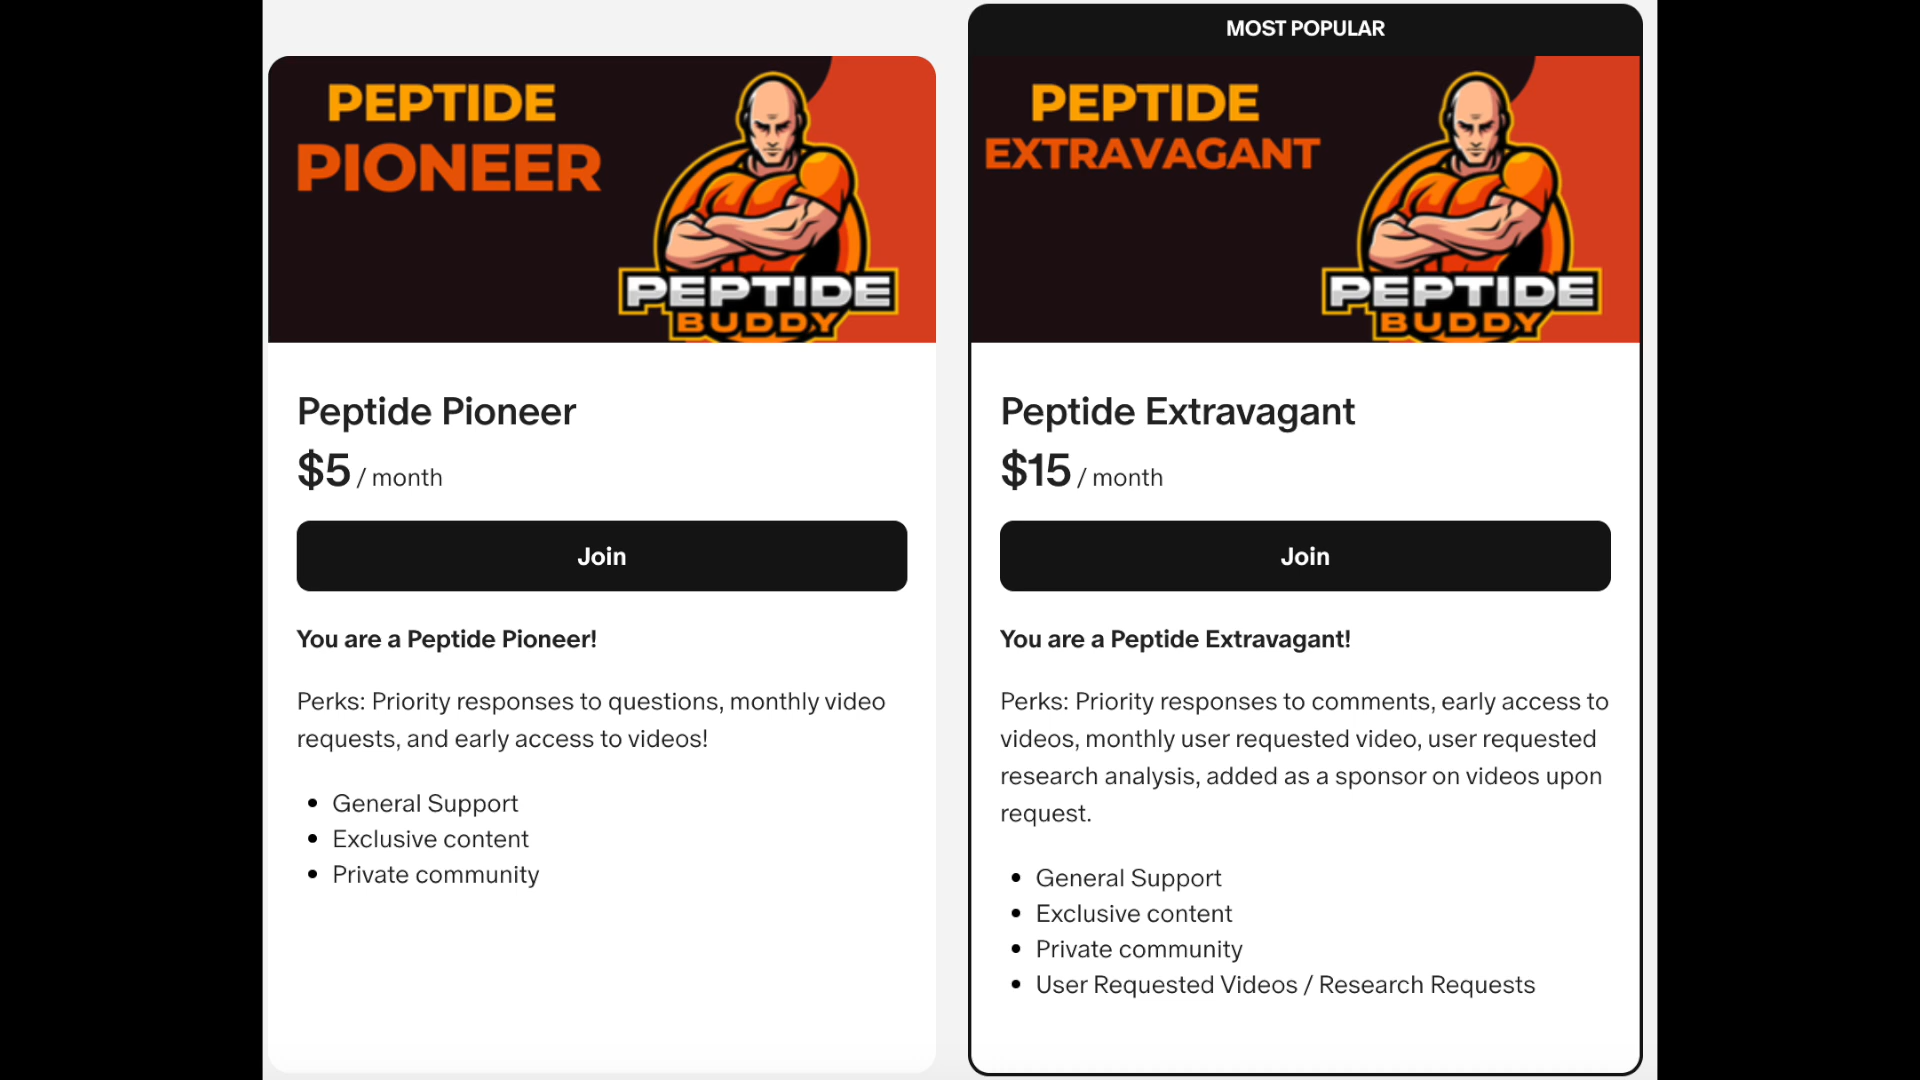 PEPTIDE
PIONEER
PEPTIDE
BUDDY
Peptide Pioneer
$5 / month
Join
You are a Peptide Pioneer!
Perks: Priority responses to questions, monthly video
requests, and early access to videos!
• General Support
• Exclusive content
• Private community
MOST POPULAR
PEPTIDE
EXTRAVAGANT
PEPTIDE
BUDDY
Peptide Extravagant
$15 / month
Join
You are a Peptide Extravagant!
Perks: Priority responses to comments, early access to
videos, monthly user requested video, user requested
research analysis, added as a sponsor on videos upon
request.
• General Support
• Exclusive content
• Private community
• User Requested Videos / Research Requests